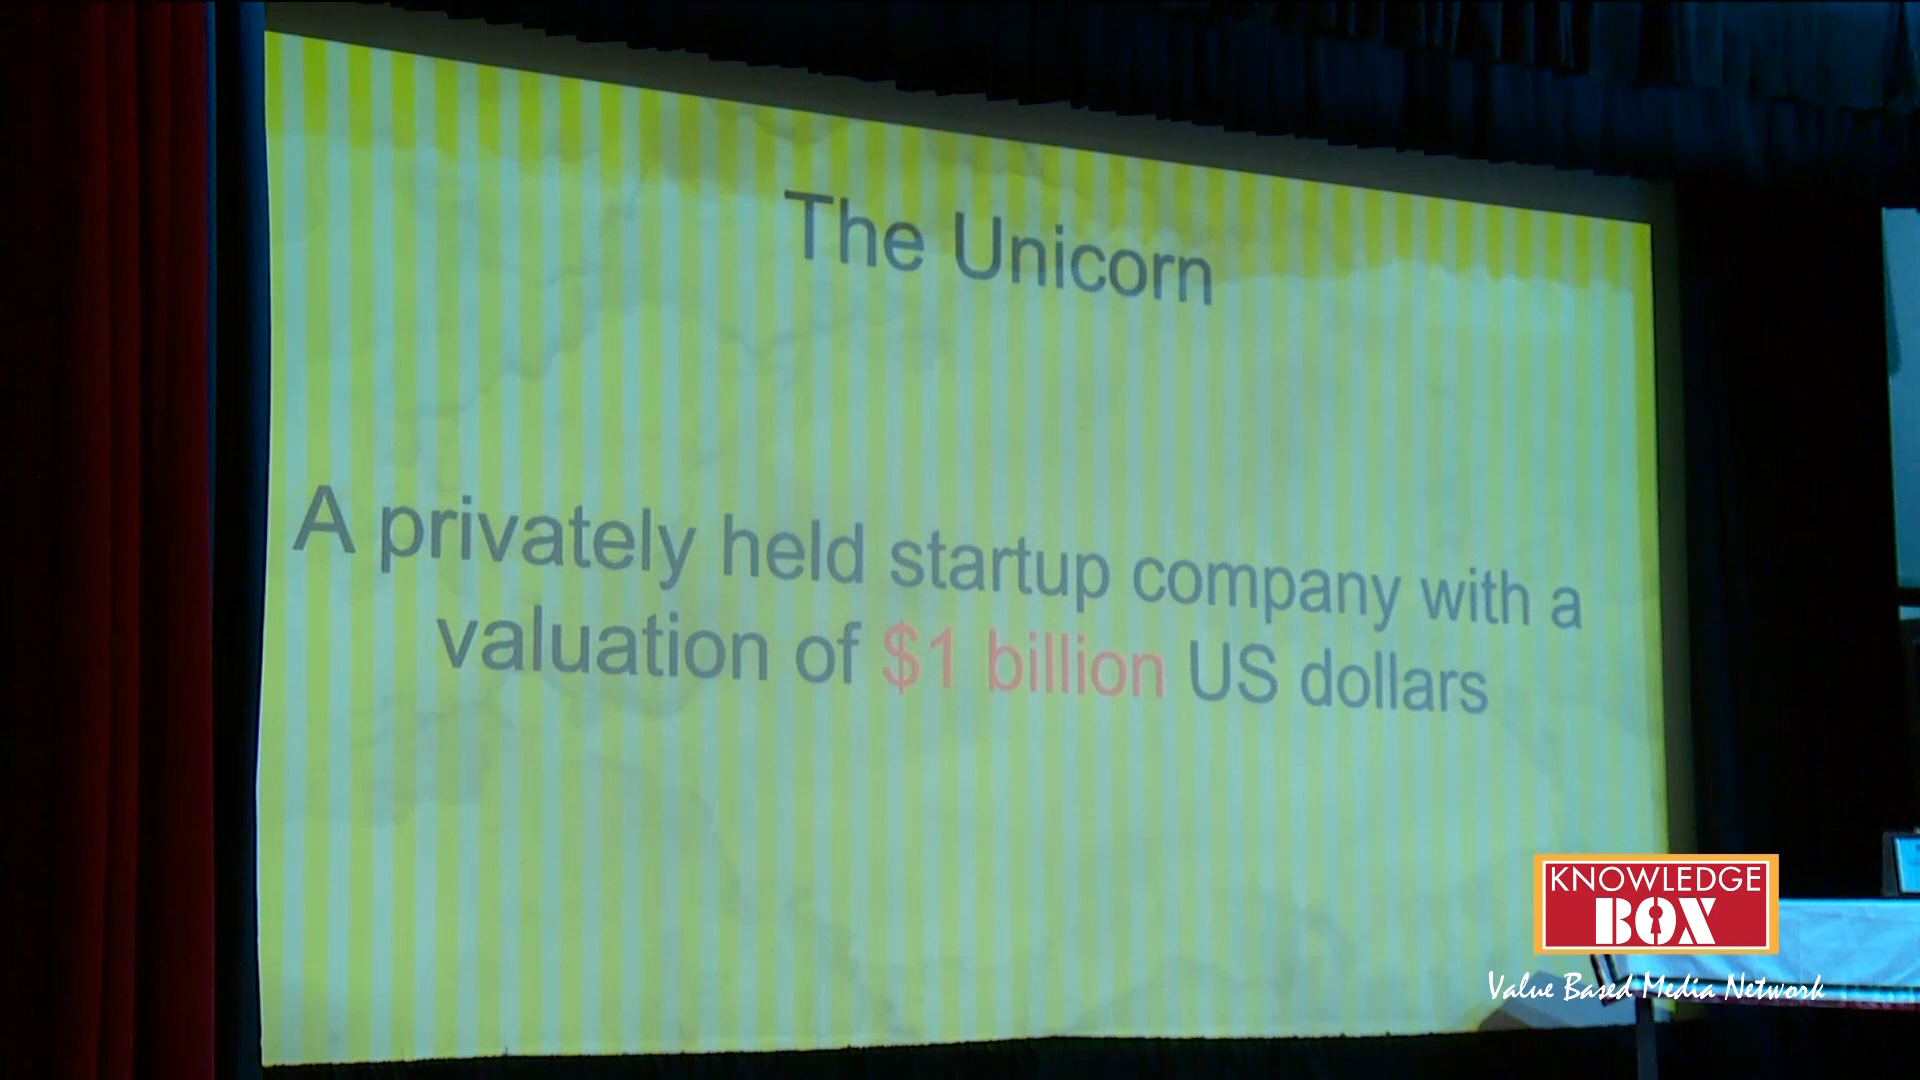 The Unicorn
A privately held startup company with a
valuation of $1 billion US dollars
KNOWLEDGE
BOX
Value Based Media Network